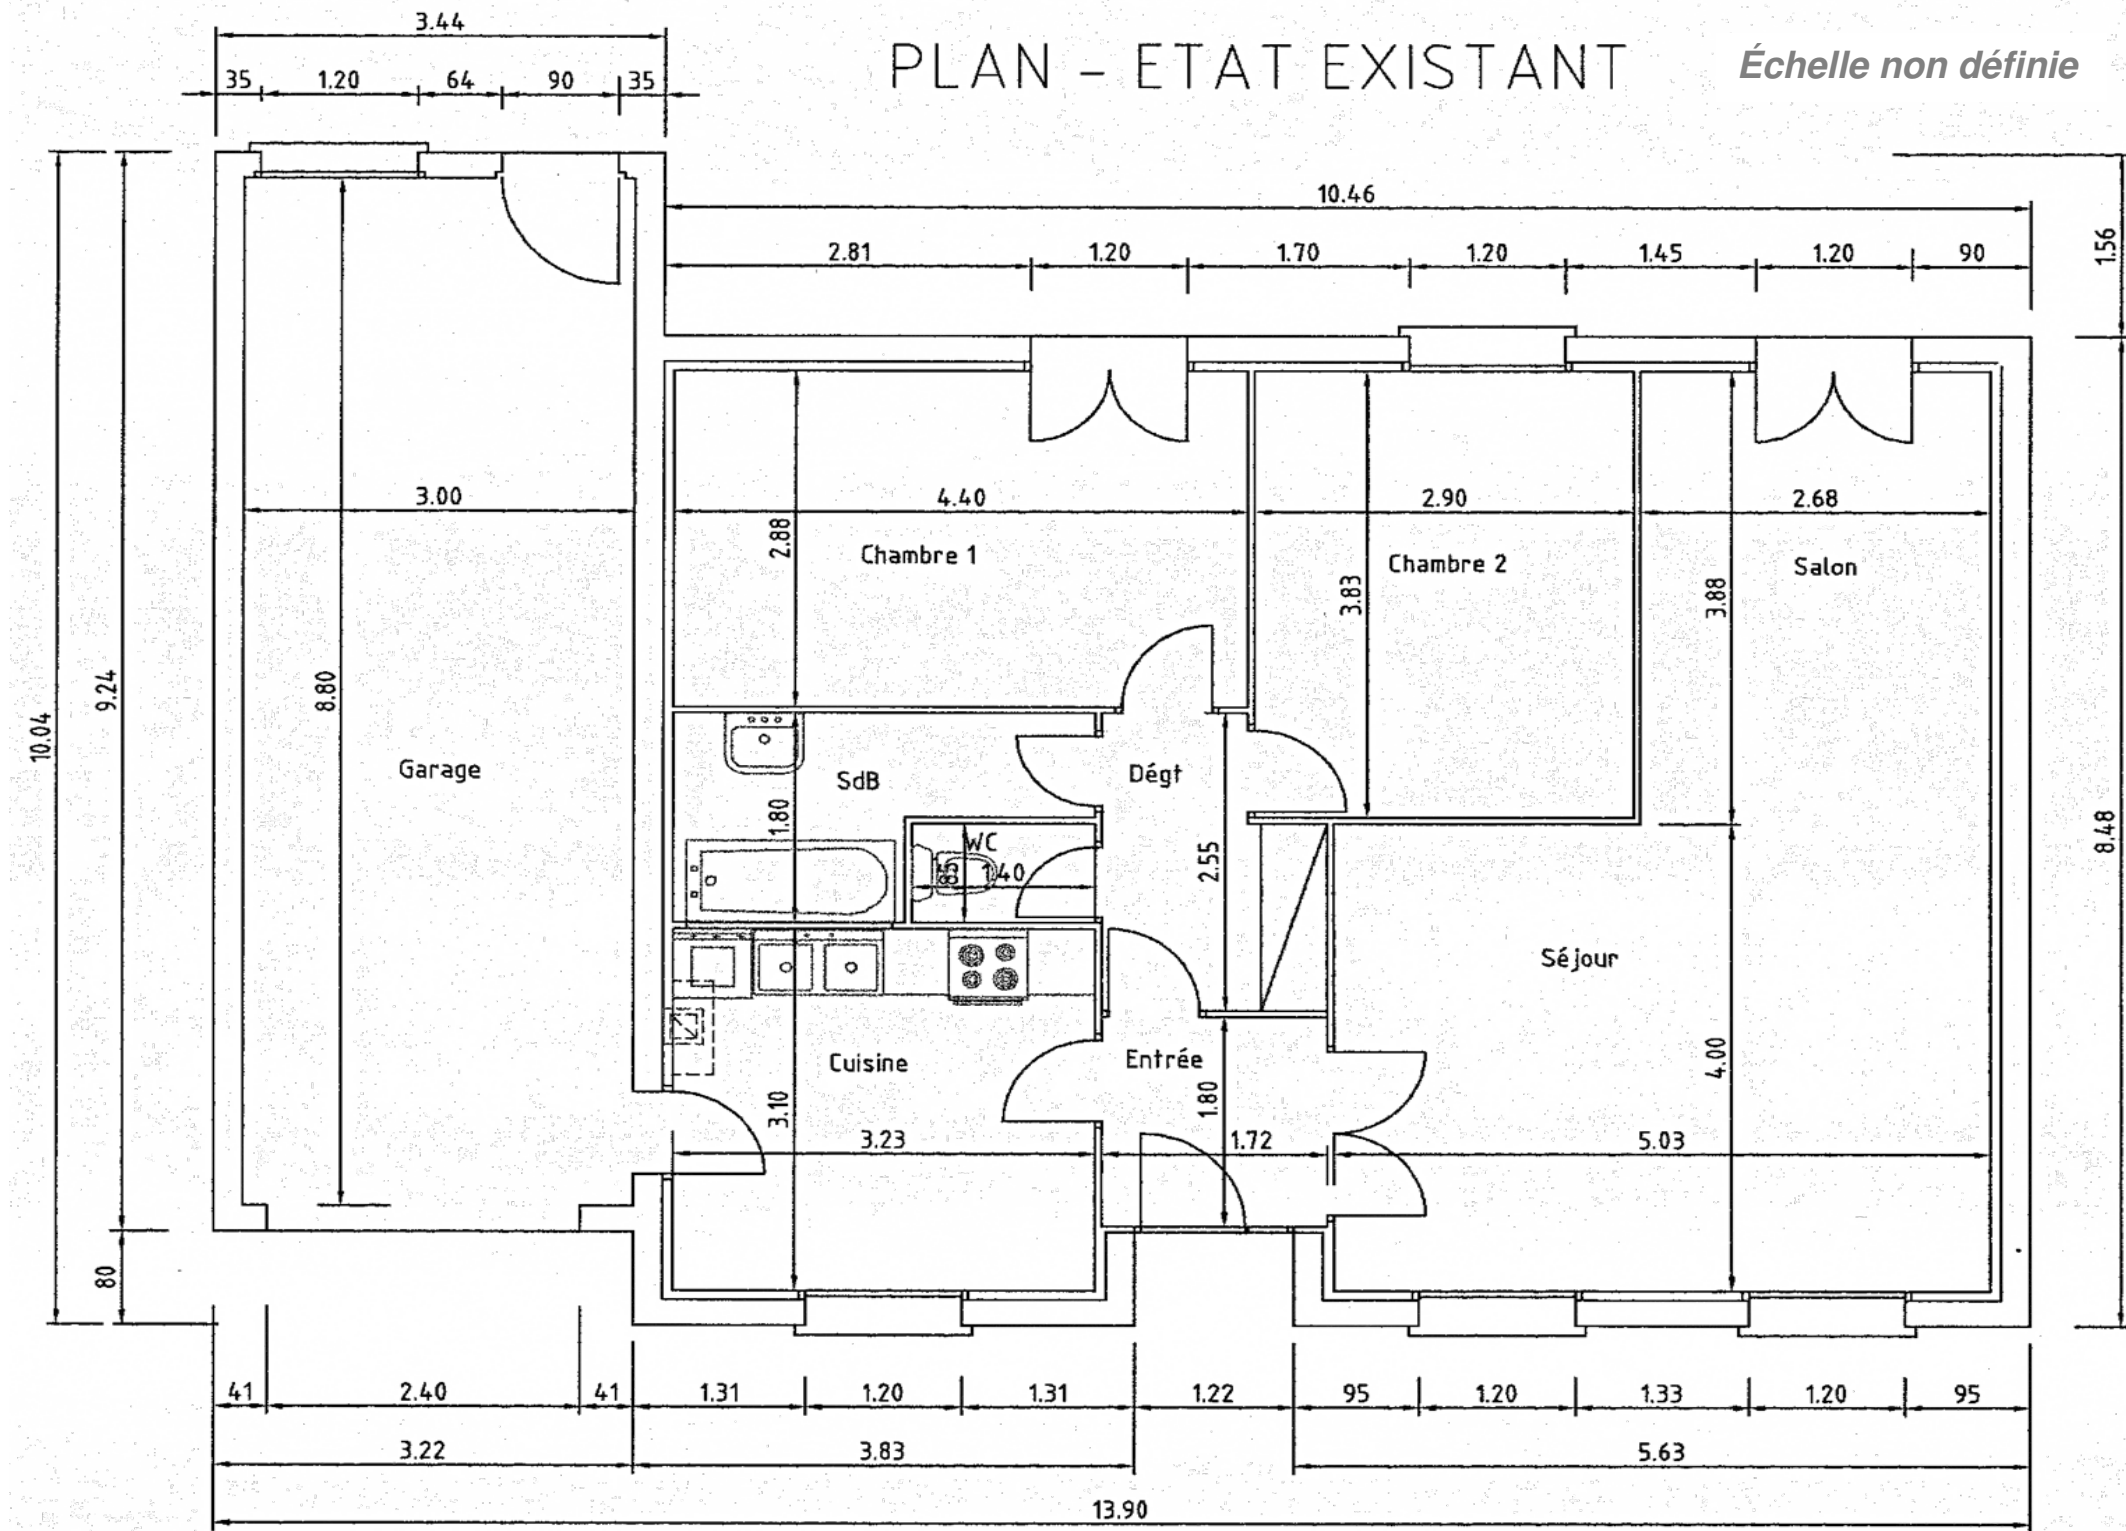 3.44
PLAN - ETAT EXISTANT
Échelle non définie
35 1.20 64 90 35
10.46
2.81 1.20 1.70 1.20 1.45 1.20 90
1.56
3.00 4.40 2.90 2.68
2.88
Chambre 1
Chambre 2
Salon
3.83
3.88
10.04
9.24
8.80
Garage
SdB
Dégt
1.80
WC
85
1.40
2.55
8.48
Séjour
Cuisine
Entrée
3.10
1.80
4.00
3.23 1.72 5.03
80
41 2.40 41 1.31 1.20 1.31 1.22 95 1.20 1.33 1.20 95
3.22 3.83 5.63
13.90